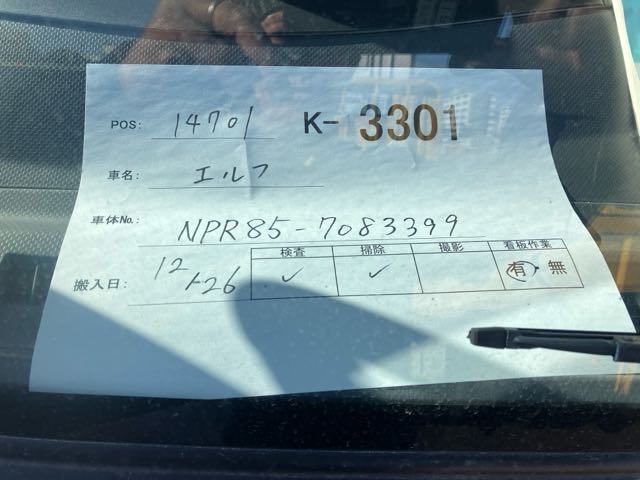 POS: 14701 K-3301
車名: エルフ
車体No.: NPR85-7083399
搬入日: 12/26
検査 掃除 撮影 看板作業
✓ ✓ 有 無